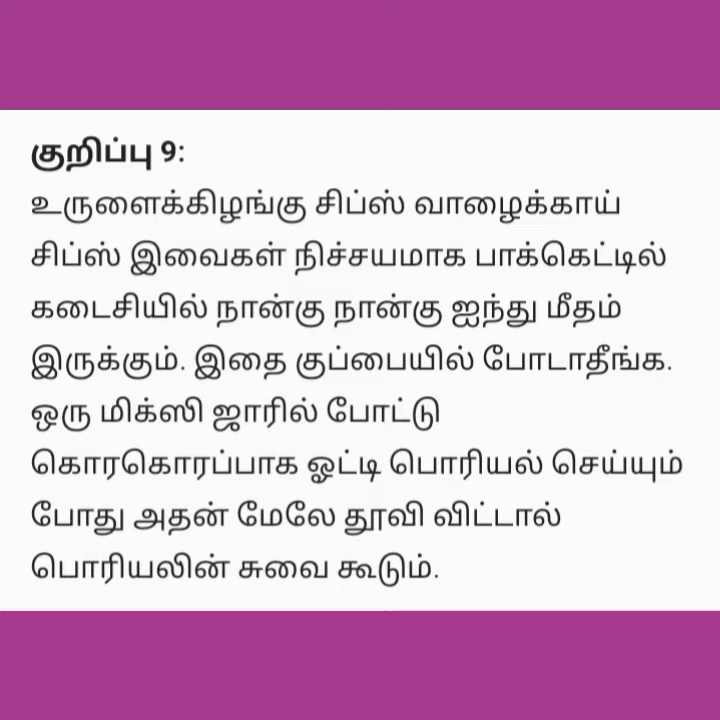 குறிப்பு 9:
உருளைக்கிழங்கு சிப்ஸ் வாழைக்காய்
சிப்ஸ் இவைகள் நிச்சயமாக பாக்கெட்டில்
கடைசியில் நான்கு நான்கு ஐந்து மீதம்
இருக்கும். இதை குப்பையில் போடாதீங்க.
ஒரு மிக்ஸி ஜாரில் போட்டு
கொரகொரப்பாக ஓட்டி பொரியல் செய்யும்
போது அதன் மேலே தூவி விட்டால்
பொரியலின் சுவை கூடும்.